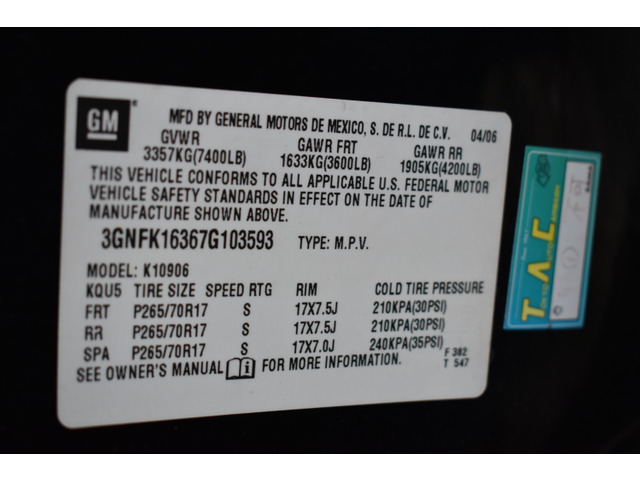 GM
MFD BY GENERAL MOTORS DE MEXICO, S. DE R.L. DE C.V. 04/06
GVWR GAWR FRT GAWR RR
3357KG(7400LB) 1633KG(3600LB) 1905KG(4200LB)
THIS VEHICLE CONFORMS TO ALL APPLICABLE U.S. FEDERAL MOTOR
VEHICLE SAFETY STANDARDS IN EFFECT ON THE DATE OF
MANUFACTURE SHOWN ABOVE.
3GNFK16367G103593 TYPE: M.P.V.
MODEL: K10906
KQU5 TIRE SIZE SPEED RTG RIM COLD TIRE PRESSURE
FRT P265/70R17 S 17X7.5J 210KPA(30PSI)
RR P265/70R17 S 17X7.5J 210KPA(30PSI)
SPA P265/70R17 S 17X7.0J 240KPA(35PSI)
SEE OWNER'S MANUAL FOR MORE INFORMATION. F 382
T 547
T.A.C